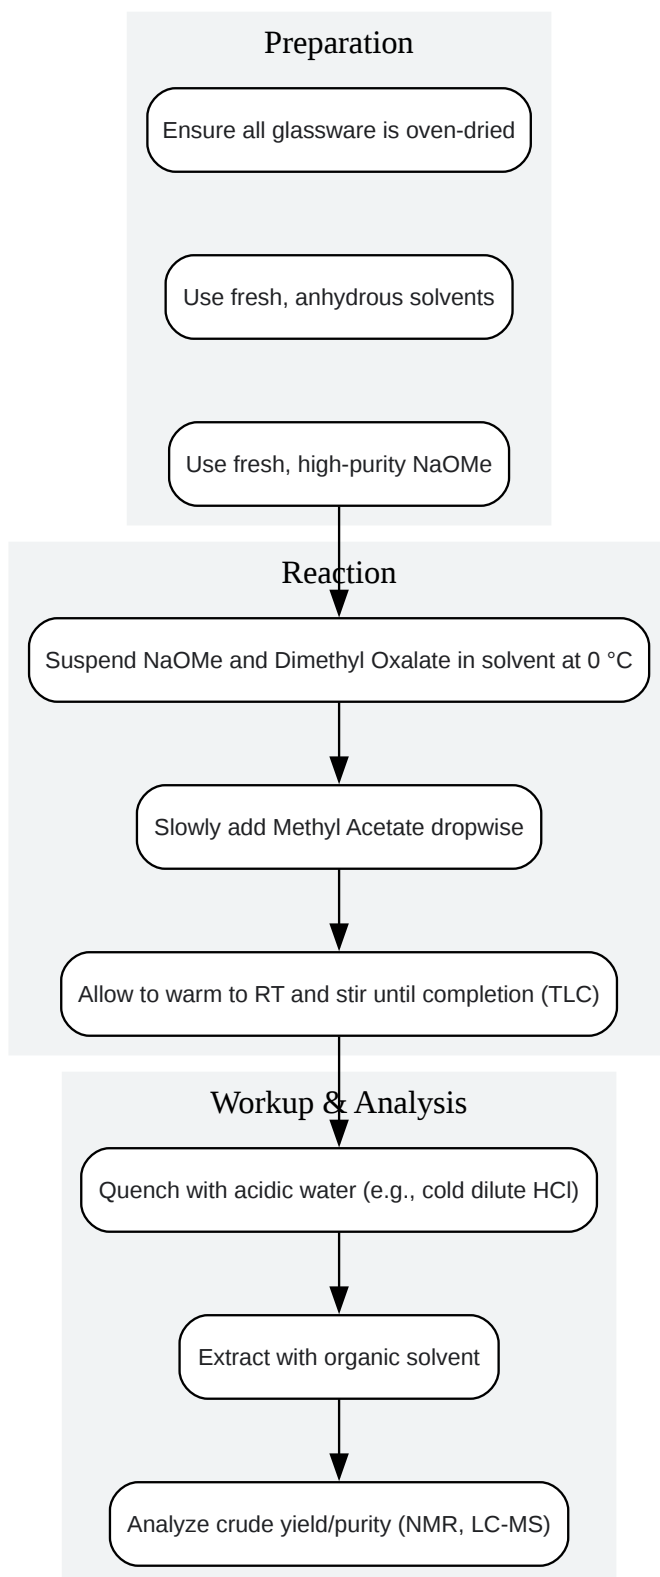 Preparation
Ensure all glassware is oven-dried
Use fresh, anhydrous solvents
Use fresh, high-purity NaOMe
Reaction
Suspend NaOMe and Dimethyl Oxalate in solvent at 0 °C
Slowly add Methyl Acetate dropwise
Allow to warm to RT and stir until completion (TLC)
Workup & Analysis
Quench with acidic water (e.g., cold dilute HCl)
Extract with organic solvent
Analyze crude yield/purity (NMR, LC-MS)